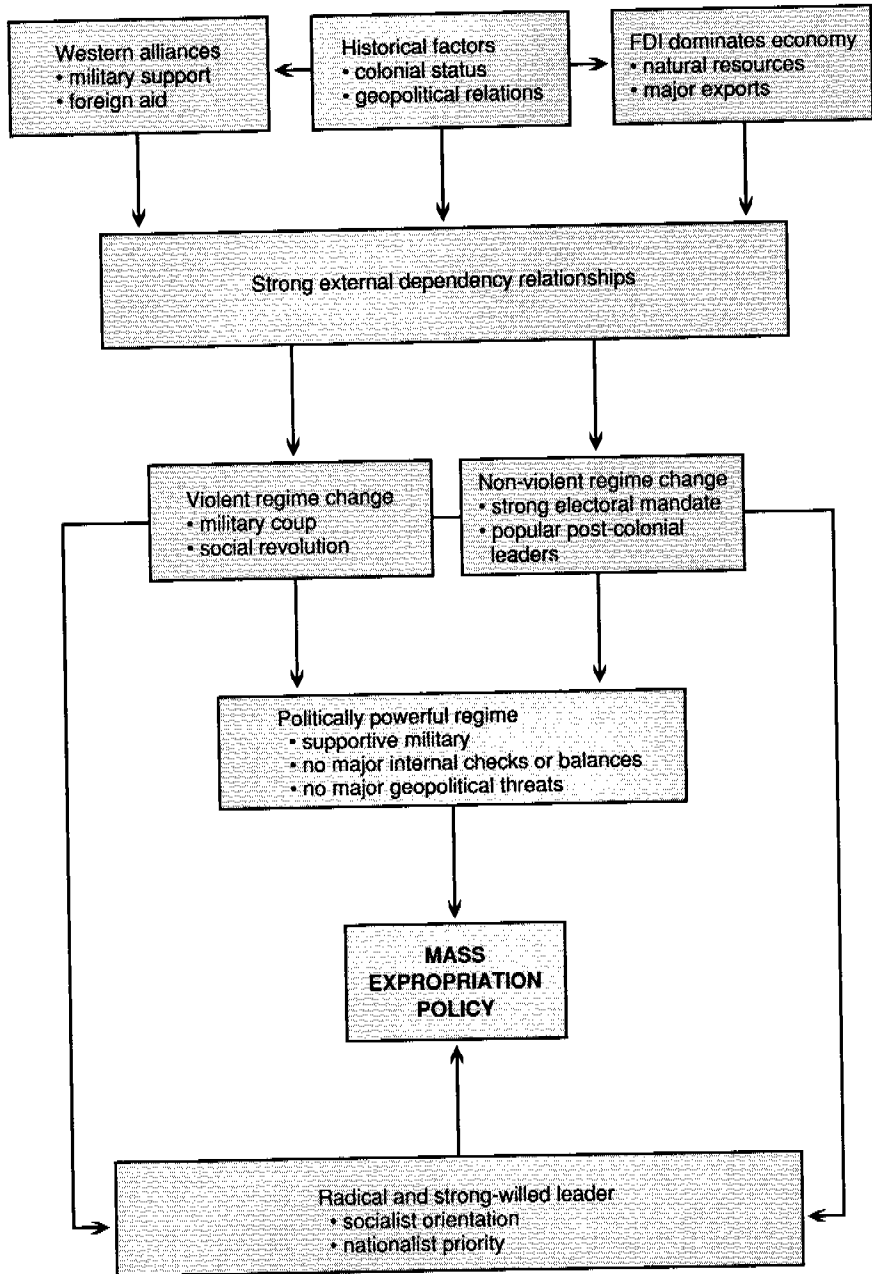 Western alliances
• military support
• foreign aid
Historical factors
• colonial status
• geopolitical relations
FDI dominates economy
• natural resources
• major exports
Strong external dependency relationships
Violent regime change
• military coup
• social revolution
Non-violent regime change
• strong electoral mandate
• popular post-colonial
leaders
Politically powerful regime
• supportive military
• no major internal checks or balances
• no major geopolitical threats
MASS
EXPROPRIATION
POLICY
Radical and strong-willed leader
• socialist orientation
• nationalist priority